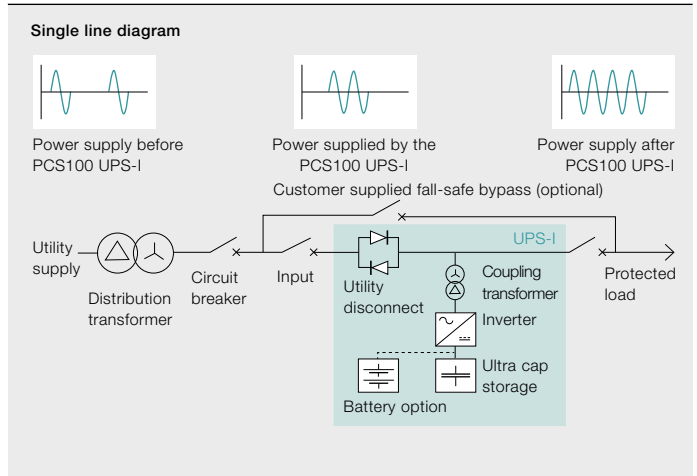 Single line diagram
Power supply before
PCS100 UPS-I
Power supplied by the
PCS100 UPS-I
Power supply after
PCS100 UPS-I
Customer supplied fall-safe bypass (optional)
UPS-I
Utility
supply
Distribution
transformer
Circuit
breaker
Input
Utility
disconnect
Coupling
transformer
Inverter
Ultra cap
storage
Battery option
Protected
load